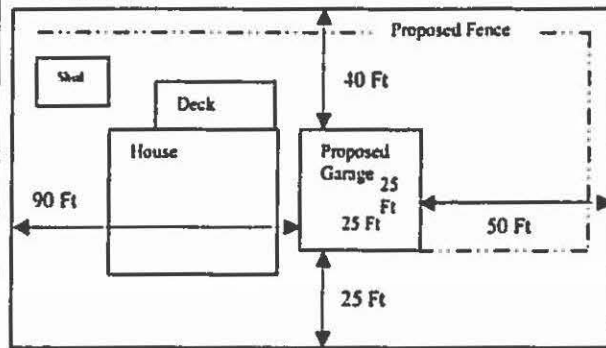 Proposed Fence
Shed
40 Ft
Deck
House
Proposed
Garage
25
Ft
25 Ft
90 Ft
50 Ft
25 Ft